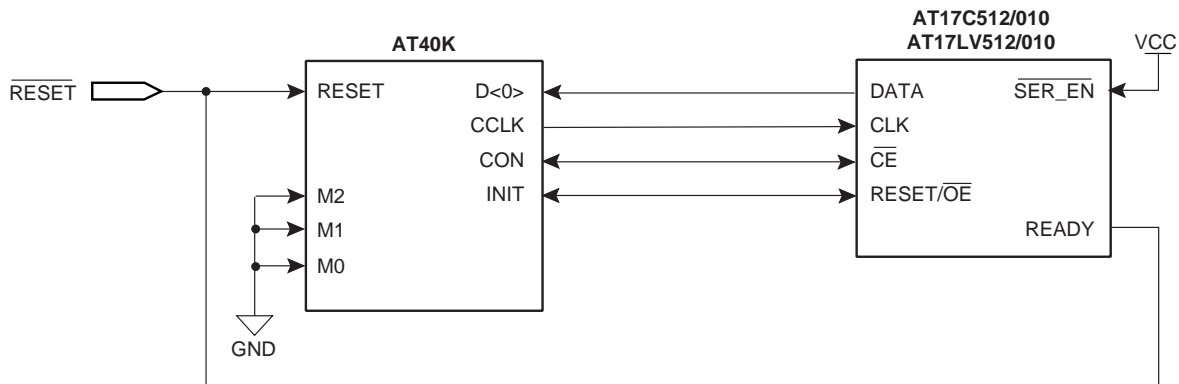 AT17C512/010
AT17LV512/010
AT40K
VCC
RESET
RESET
D<0>
DATA
SER_EN
CCLK
CLK
CON
CE
M2
INIT
RESET/OE
M1
READY
M0
GND